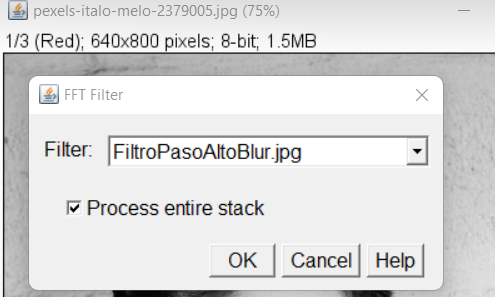 pexels-italo-melo-2379005.jpg (75%)
1/3 (Red); 640x800 pixels; 8-bit; 1.5MB
FFT Filter
Filter: FiltroPasoAltoBlur.jpg
Process entire stack
OK Cancel Help